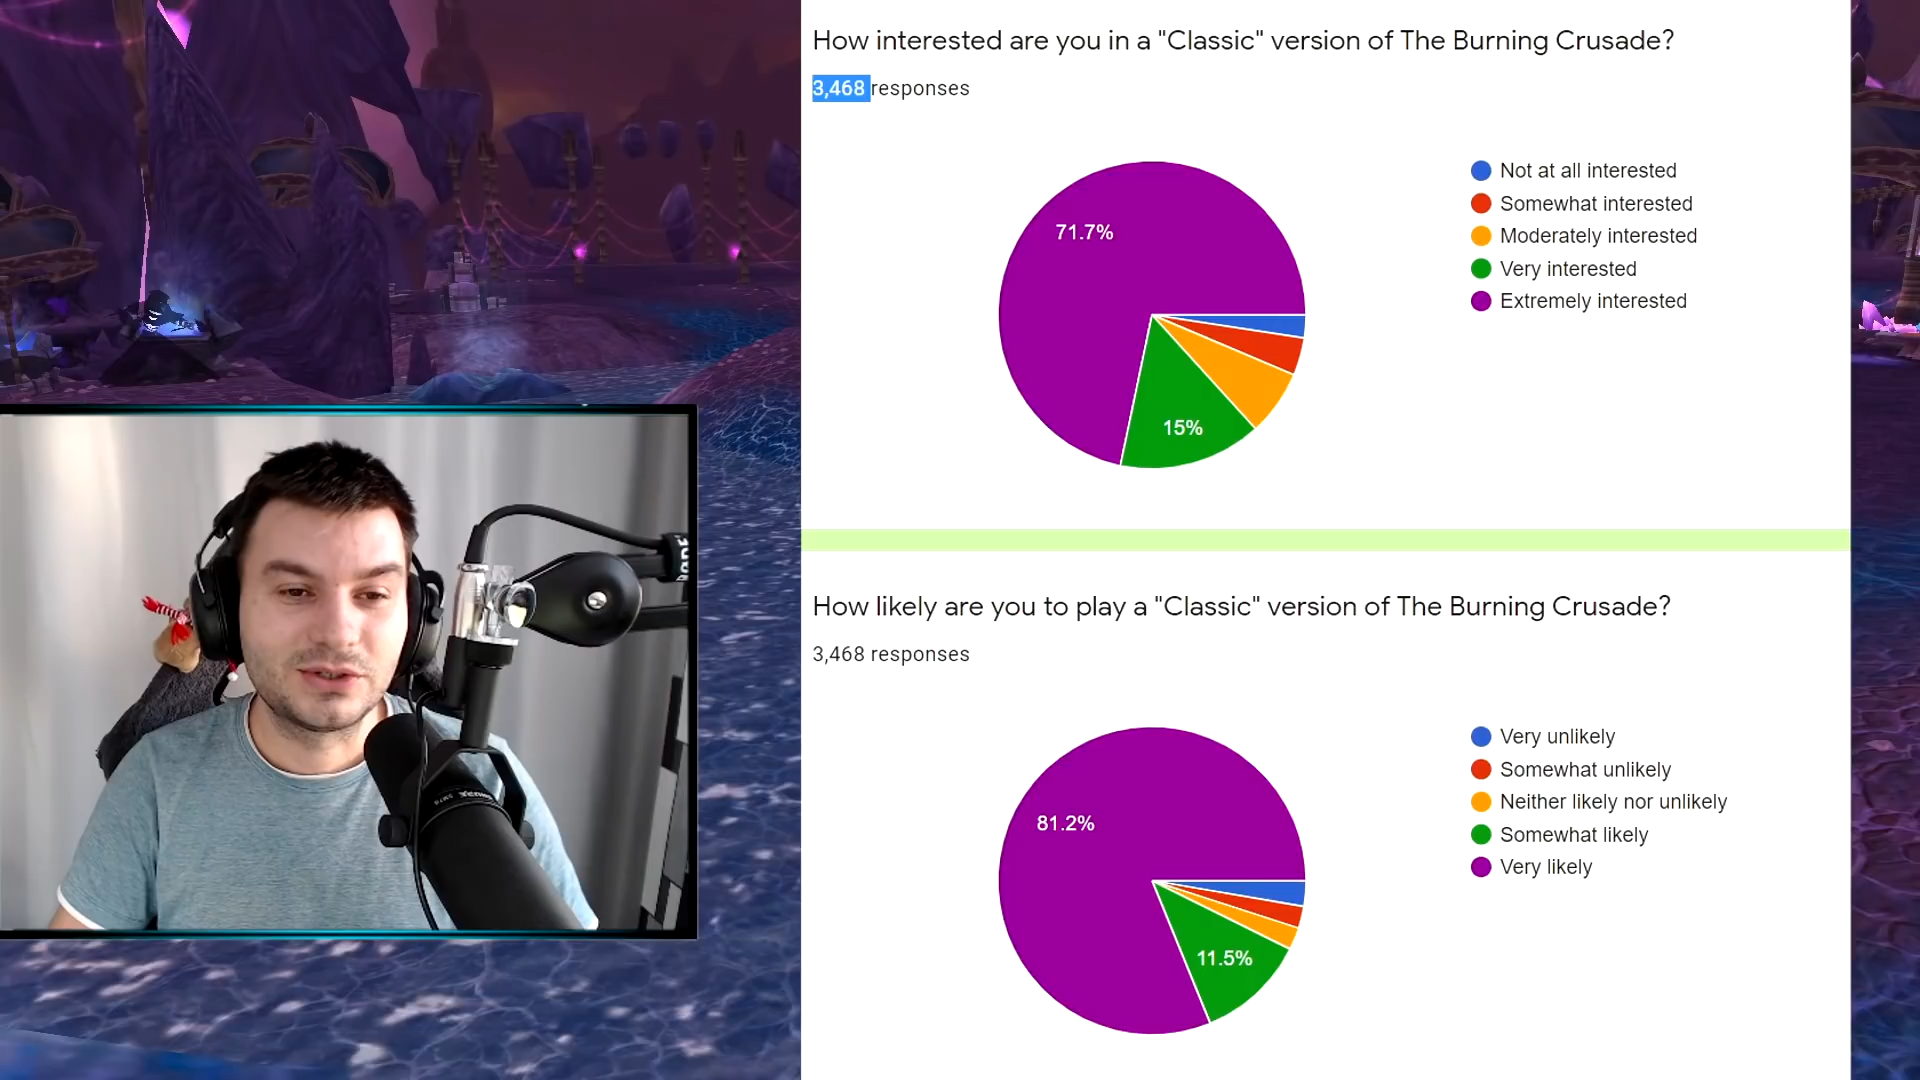 How interested are you in a "Classic" version of The Burning Crusade?
3,468 responses
71.7%
15%
Not at all interested
Somewhat interested
Moderately interested
Very interested
Extremely interested
How likely are you to play a "Classic" version of The Burning Crusade?
3,468 responses
81.2%
11.5%
Very unlikely
Somewhat unlikely
Neither likely nor unlikely
Somewhat likely
Very likely